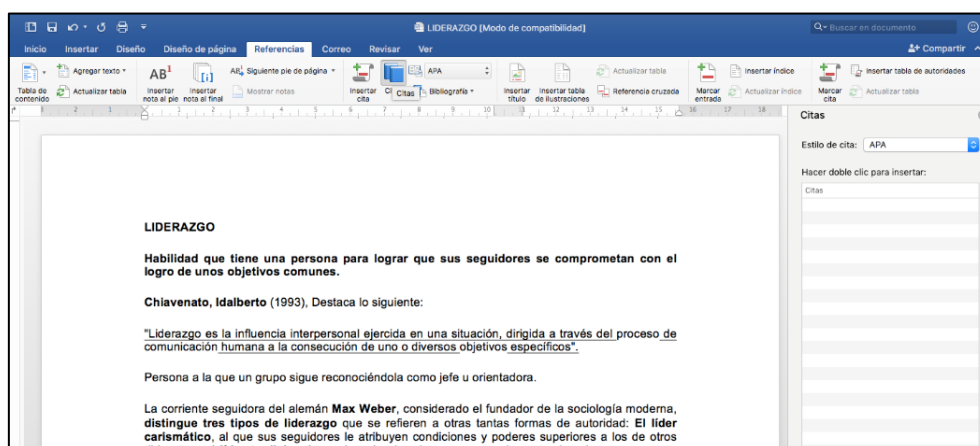 LIDERAZGO [Modo de compatibilidad]
Buscar en documento
Inicio Insertar Diseño Diseño de página Referencias Correo Revisar Ver
Compartir
Tabla de contenido
Agregar texto
Actualizar tabla
AB1
Insertar nota al pie
[i]
Insertar nota al final
AB1 Siguiente pie de página
Mostrar notas
Insertar cita
Citas
APA
Bibliografía
Insertar título
Insertar tabla de ilustraciones
Actualizar tabla
Referencia cruzada
Marcar entrada
Insertar índice
Actualizar índice
Marcar cita
Insertar tabla de autoridades
Actualizar tabla
Citas
Estilo de cita: APA
Hacer doble clic para insertar:
Citas
LIDERAZGO
Habilidad que tiene una persona para lograr que sus seguidores se comprometan con el
logro de unos objetivos comunes.
Chiavenato, Idalberto (1993), Destaca lo siguiente:
"Liderazgo es la influencia interpersonal ejercida en una situación, dirigida a través del proceso de
comunicación humana a la consecución de uno o diversos objetivos específicos".
Persona a la que un grupo sigue reconociéndola como jefe u orientadora.
La corriente seguidora del alemán Max Weber, considerado el fundador de la sociología moderna,
distingue tres tipos de liderazgo que se refieren a otras tantas formas de autoridad: El líder
carismático, al que sus seguidores le atribuyen condiciones y poderes superiores a los de otros